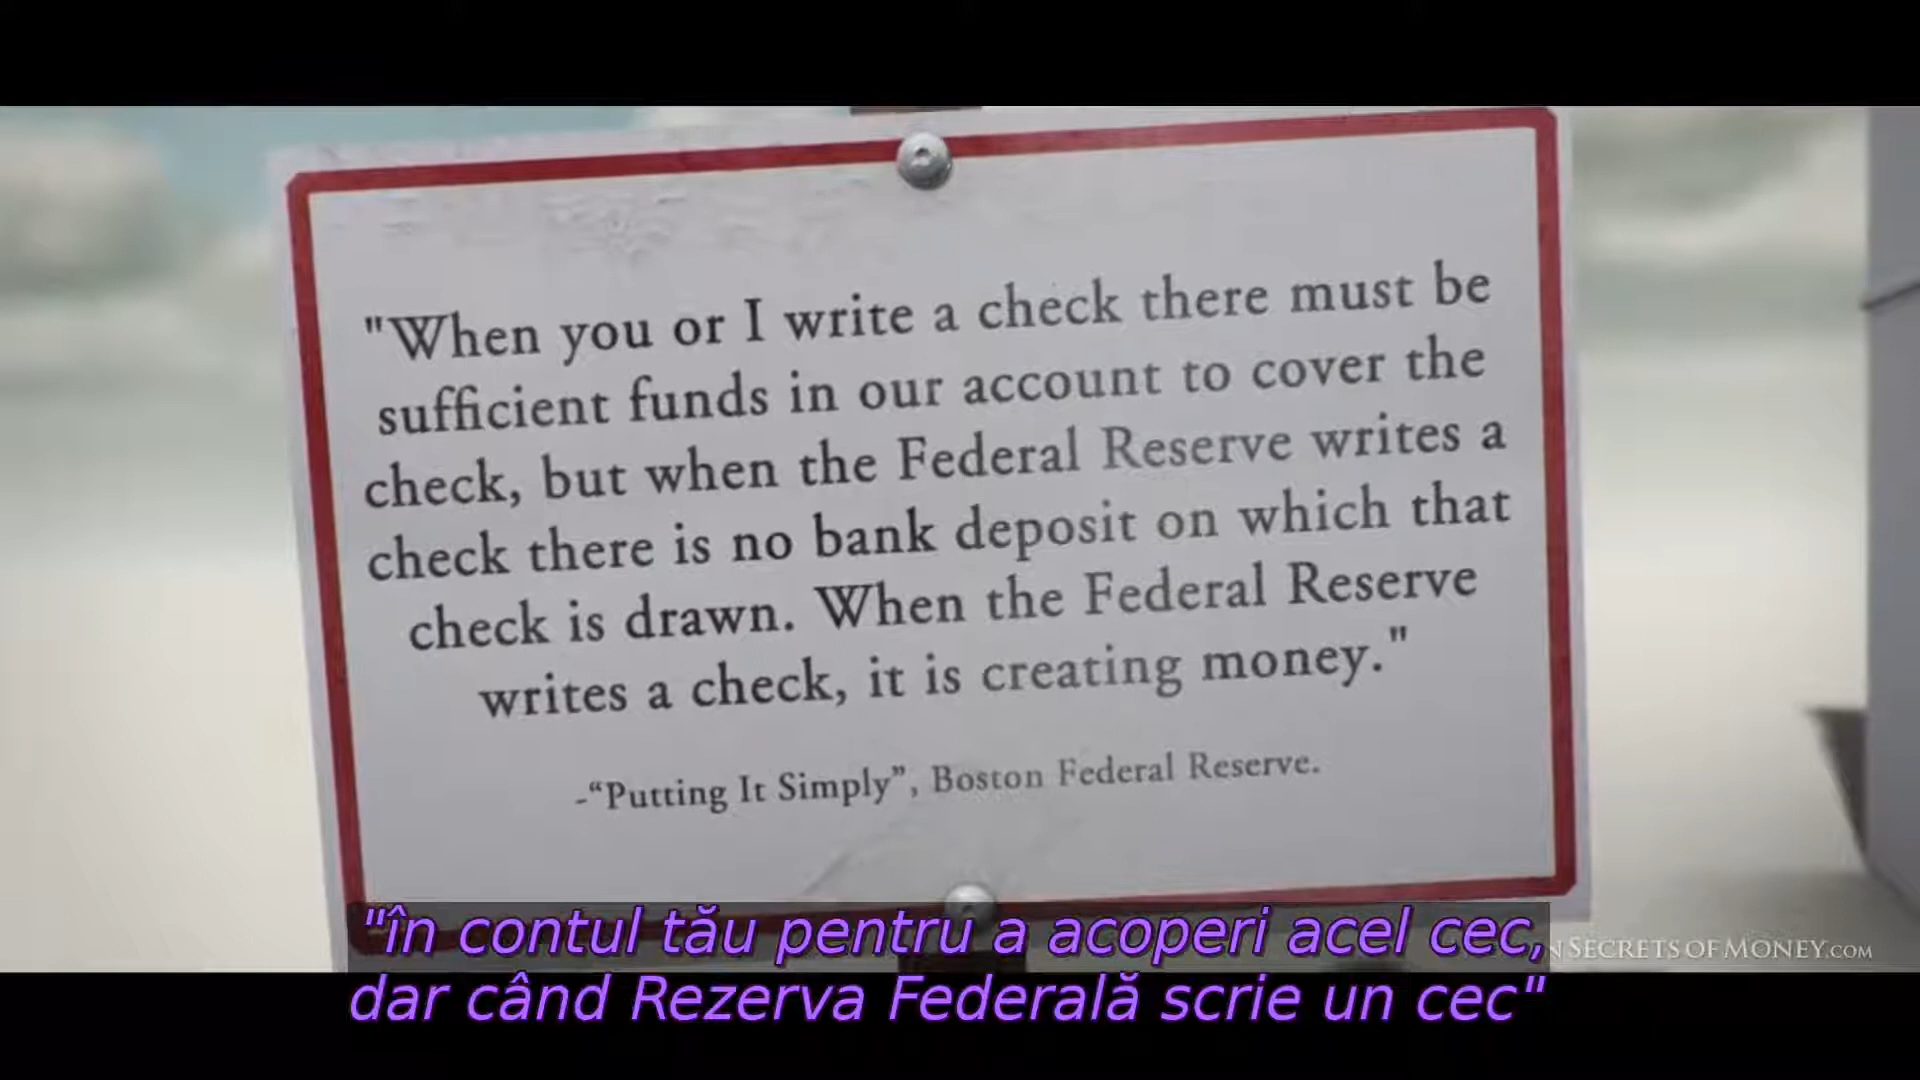 "When you or I write a check there must be
sufficient funds in our account to cover the
check, but when the Federal Reserve writes a
check there is no bank deposit on which that
check is drawn. When the Federal Reserve
writes a check, it is creating money."
-“Putting It Simply”, Boston Federal Reserve.
"în contul tău pentru a acoperi acel cec,
N SECRETS OF MONEY.COM
dar când Rezerva Federală scrie un cec"